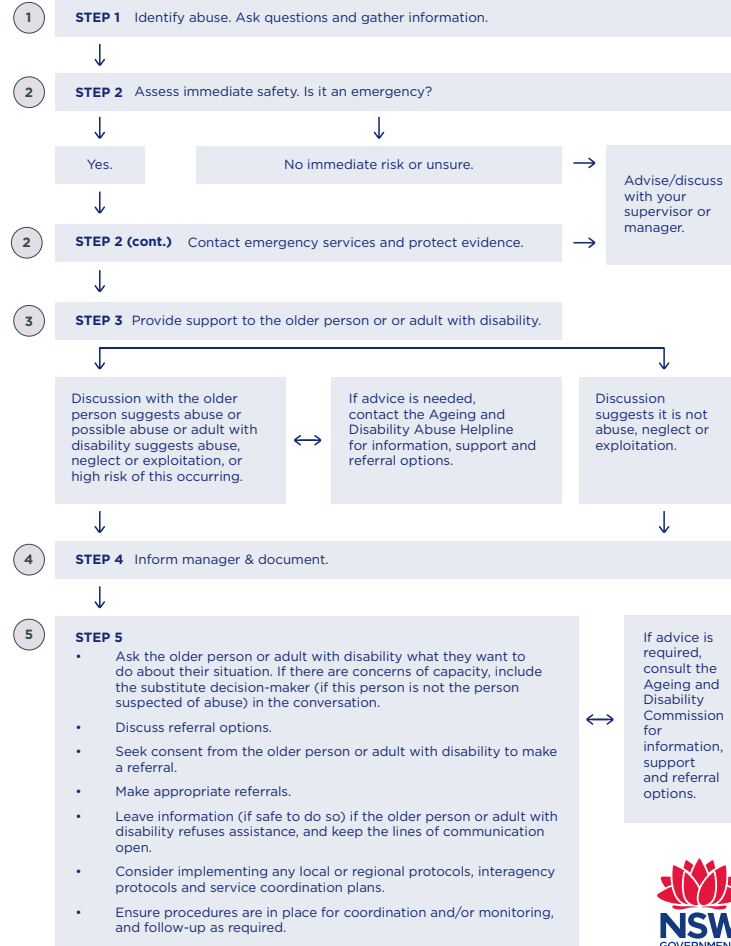 1
STEP 1 Identify abuse. Ask questions and gather information.
2
STEP 2 Assess immediate safety. Is it an emergency?
Yes.
No immediate risk or unsure.
Advise/discuss
with your
supervisor or
manager.
2
STEP 2 (cont.) Contact emergency services and protect evidence.
3
STEP 3 Provide support to the older person or or adult with disability.
Discussion with the older
person suggests abuse or
possible abuse or adult with
disability suggests abuse,
neglect or exploitation, or
high risk of this occurring.
If advice is needed,
contact the Ageing and
Disability Abuse Helpline
for information, support and
referral options.
Discussion
suggests it is not
abuse, neglect or
exploitation.
4
STEP 4 Inform manager & document.
5
STEP 5
• Ask the older person or adult with disability what they want to
do about their situation. If there are concerns of capacity, include
the substitute decision-maker (if this person is not the person
suspected of abuse) in the conversation.
• Discuss referral options.
• Seek consent from the older person or adult with disability to make
a referral.
• Make appropriate referrals.
• Leave information (if safe to do so) if the older person or adult with
disability refuses assistance, and keep the lines of communication
open.
• Consider implementing any local or regional protocols, interagency
protocols and service coordination plans.
• Ensure procedures are in place for coordination and/or monitoring,
and follow-up as required.
If advice is
required,
consult the
Ageing and
Disability
Commission
for
information,
support
and referral
options.
NSW